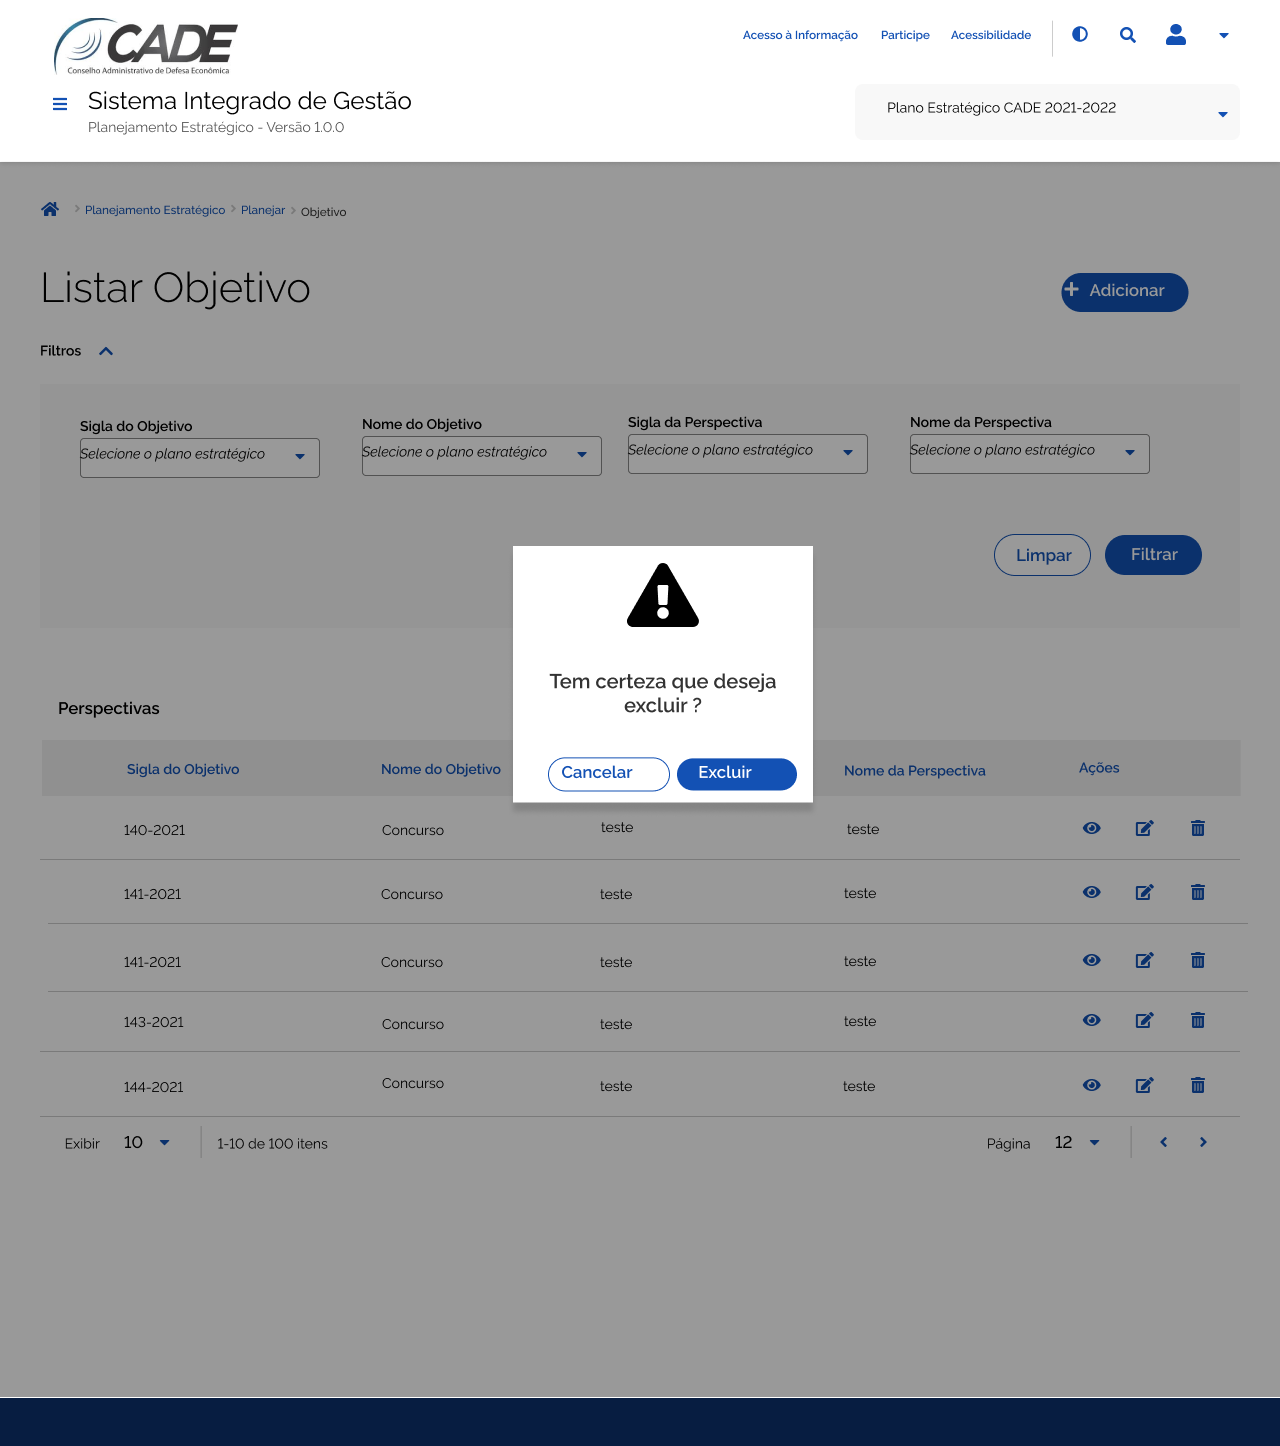 CADE
Conselho Administrativo de Defesa Econômica
Acesso à Informação Participe Acessibilidade
Sistema Integrado de Gestão
Planejamento Estratégico - Versão 1.0.0
Plano Estratégico CADE 2021-2022
Planejamento Estratégico Planejar Objetivo
Listar Objetivo
Adicionar
Filtros
Sigla do Objetivo Nome do Objetivo Sigla da Perspectiva Nome da Perspectiva
Selecione o plano estratégico Selecione o plano estratégico Selecione o plano estratégico Selecione o plano estratégico
Limpar Filtrar
Tem certeza que deseja
excluir ?
Cancelar Excluir
Perspectivas
Sigla do Objetivo Nome do Objetivo Nome da Perspectiva Ações
140-2021 Concurso teste teste
141-2021 Concurso teste teste
141-2021 Concurso teste teste
143-2021 Concurso teste teste
144-2021 Concurso teste teste
Exibir 10 1-10 de 100 itens Página 12